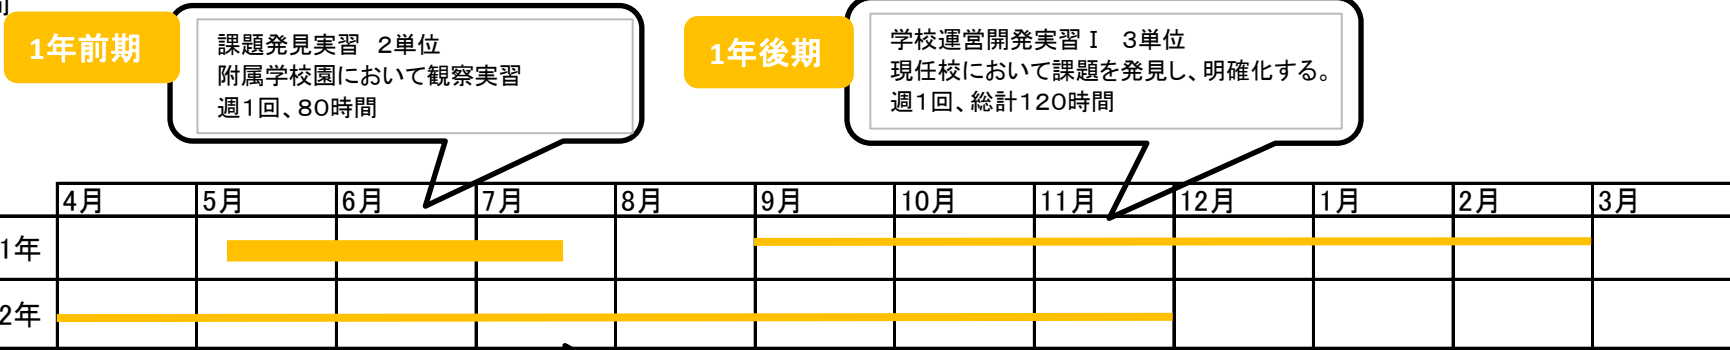 1年前期
課題発見実習　2単位
附属学校園において観察実習
週1回、80時間
1年後期
学校運営開発実習Ⅰ　3単位
現任校において課題を発見し、明確化する。
週1回、総計120時間
4月 5月 6月 7月 8月 9月 10月 11月 12月 1月 2月 3月
1年
2年